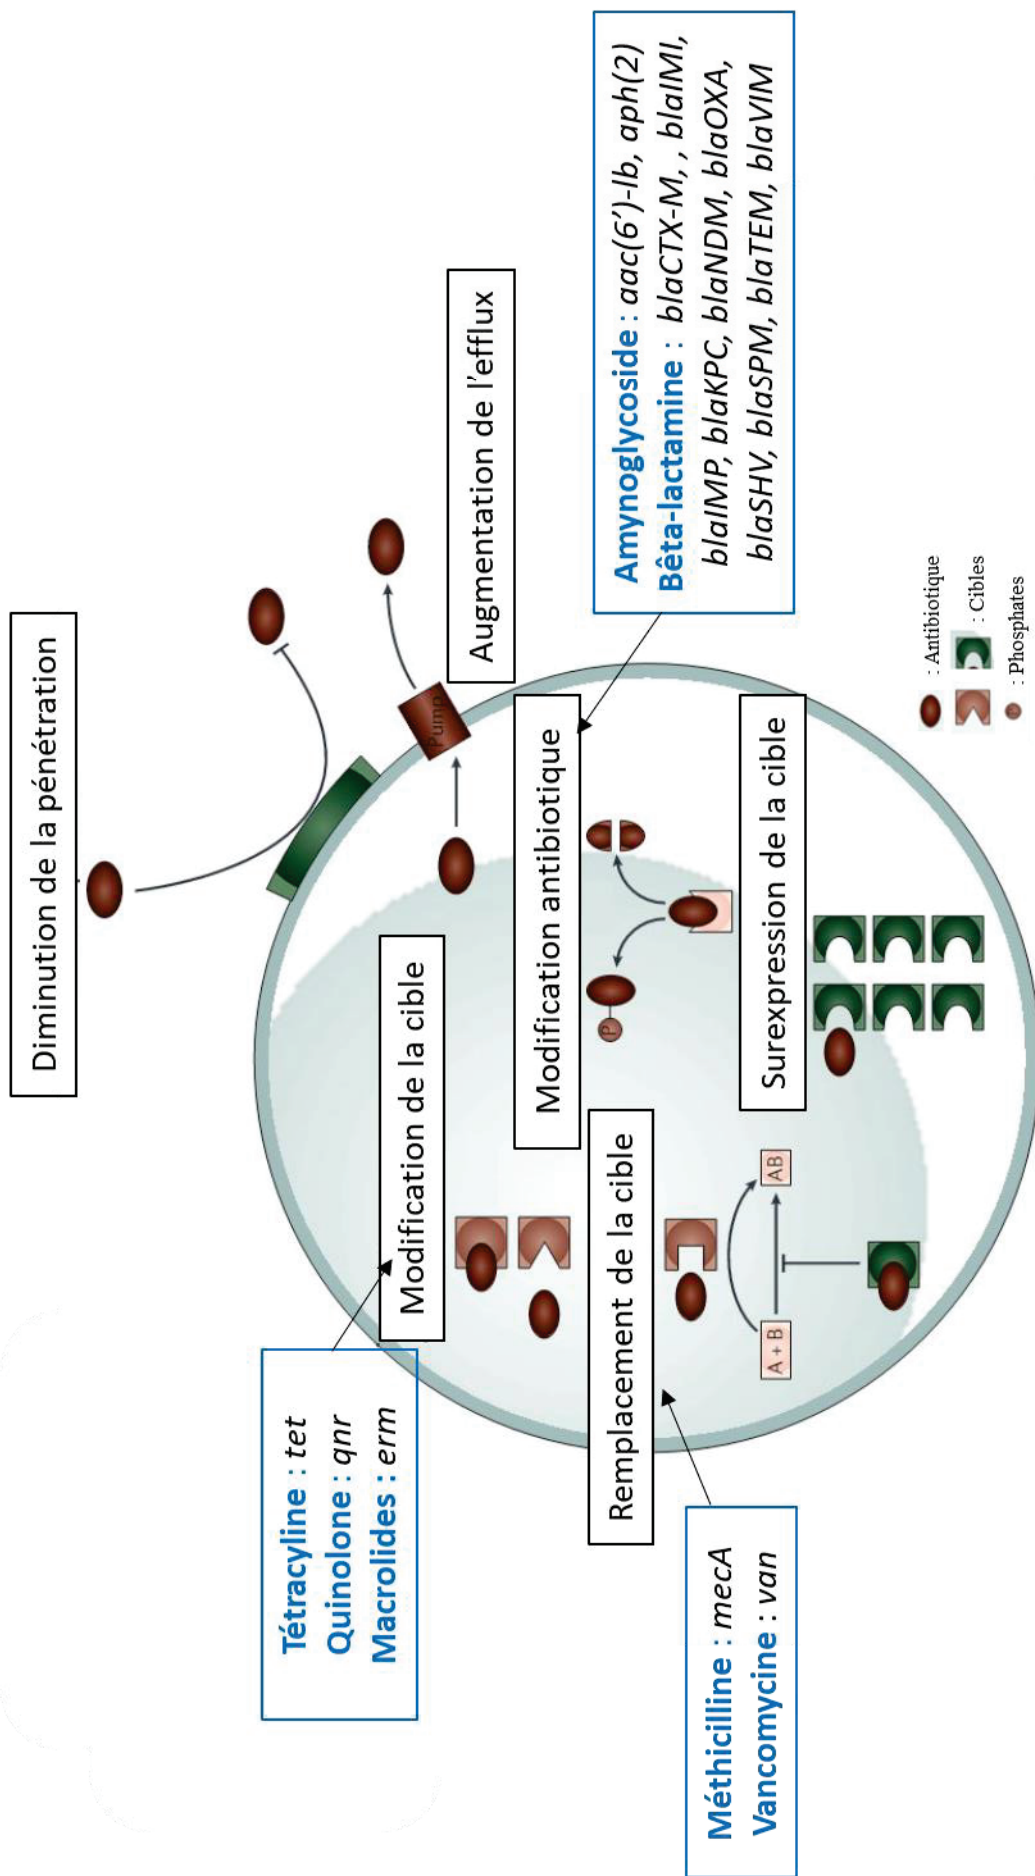 Diminution de la pénétration
Tétracyline : tet
Quinolone : qnr
Macrolides : erm
Modification de la cible
Pump
Augmentation de l'efflux
Modification antibiotique
P
Amynoglycoside : aac(6')-Ib, aph(2)
Bêta-lactamine : blaCTX-M, , blaIMI,
blaIMP, blaKPC, blaNDM, blaOXA,
blaSHV, blaSPM, blaTEM, blaVIM
Remplacement de la cible
A + B
AB
Méthicilline : mecA
Vancomycine : van
Surexpression de la cible
: Antibiotique
: Cibles
: Phosphates